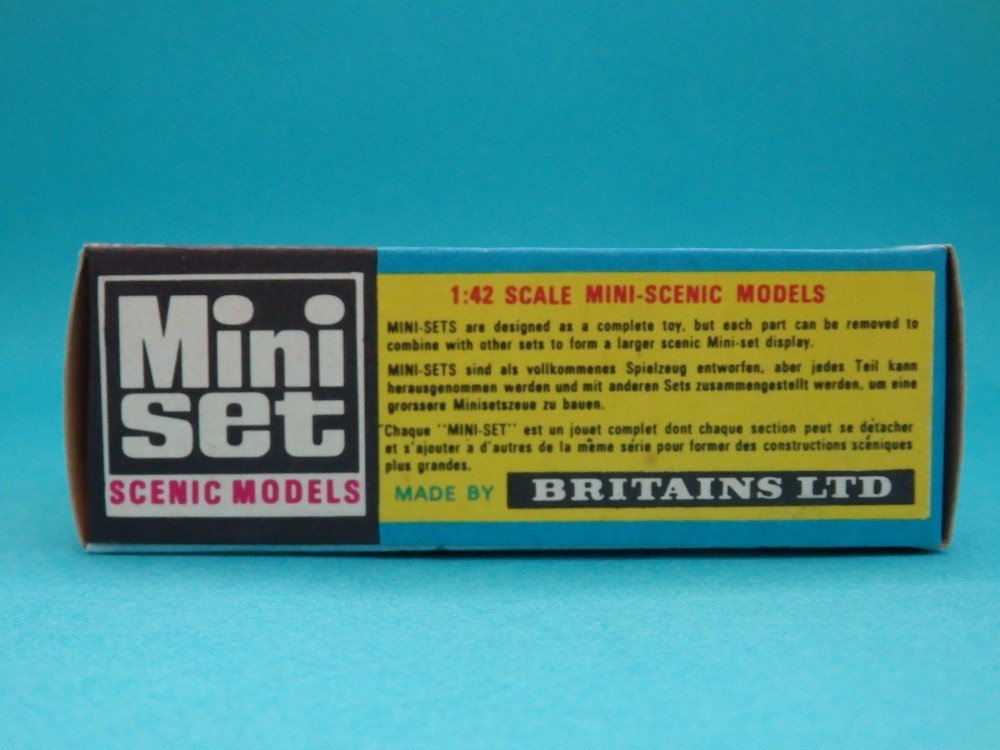 Mini
set
SCENIC MODELS
1:42 SCALE MINI-SCENIC MODELS
MINI-SETS are designed as a complete toy, but each part can be removed to
combine with other sets to form a larger scenic Mini-set display.
MINI-SETS sind als vollkommenes Spielzeug entworfen, aber jedes Teil kann
herausgenommen werden und mit anderen Sets zusammengestellt werden, um eine
grorssere Minisetszeue zu bauen.
Chaque "MINI-SET" est un jouet complet dont chaque section peut se détacher
et s'ajouter à d'autres de la même série pour former des constructions scéniques
plus grandes.
MADE BY BRITAINS LTD